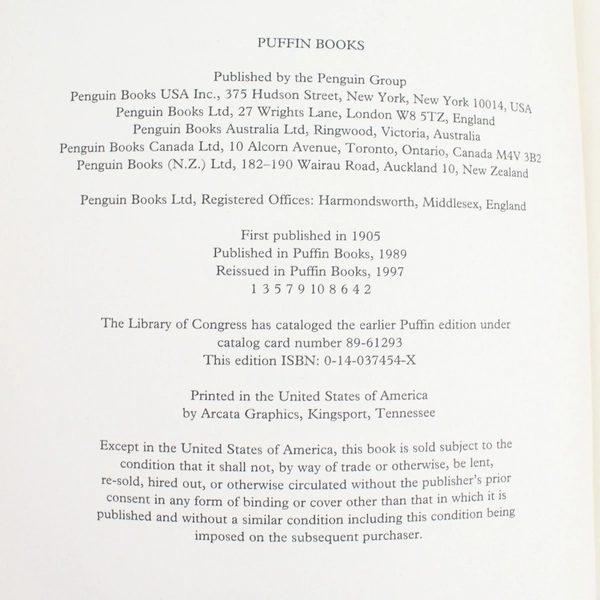 PUFFIN BOOKS
Published by the Penguin Group
Penguin Books USA Inc., 375 Hudson Street, New York, New York 10014, USA
Penguin Books Ltd, 27 Wrights Lane, London W8 5TZ, England
Penguin Books Australia Ltd, Ringwood, Victoria, Australia
Penguin Books Canada Ltd, 10 Alcorn Avenue, Toronto, Ontario, Canada M4V 3B2
Penguin Books (N.Z.) Ltd, 182–190 Wairau Road, Auckland 10, New Zealand
Penguin Books Ltd, Registered Offices: Harmondsworth, Middlesex, England
First published in 1905
Published in Puffin Books, 1989
Reissued in Puffin Books, 1997
1 3 5 7 9 10 8 6 4 2
The Library of Congress has cataloged the earlier Puffin edition under
catalog card number 89-61293
This edition ISBN: 0-14-037454-X
Printed in the United States of America
by Arcata Graphics, Kingsport, Tennessee
Except in the United States of America, this book is sold subject to the
condition that it shall not, by way of trade or otherwise, be lent,
re-sold, hired out, or otherwise circulated without the publisher's prior
consent in any form of binding or cover other than that in which it is
published and without a similar condition including this condition being
imposed on the subsequent purchaser.